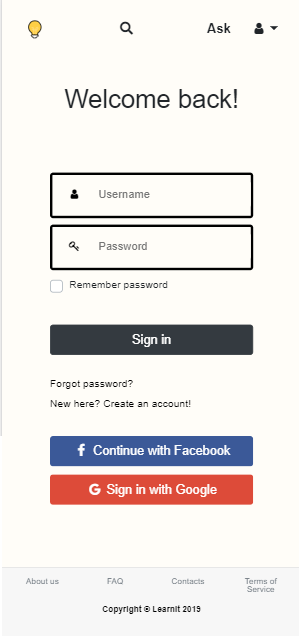 Ask
Welcome back!
Username
Password
Remember password
Sign in
Forgot password?
New here? Create an account!
Continue with Facebook
Sign in with Google
About us
FAQ
Contacts
Terms of
Service
Copyright © Learnit 2019